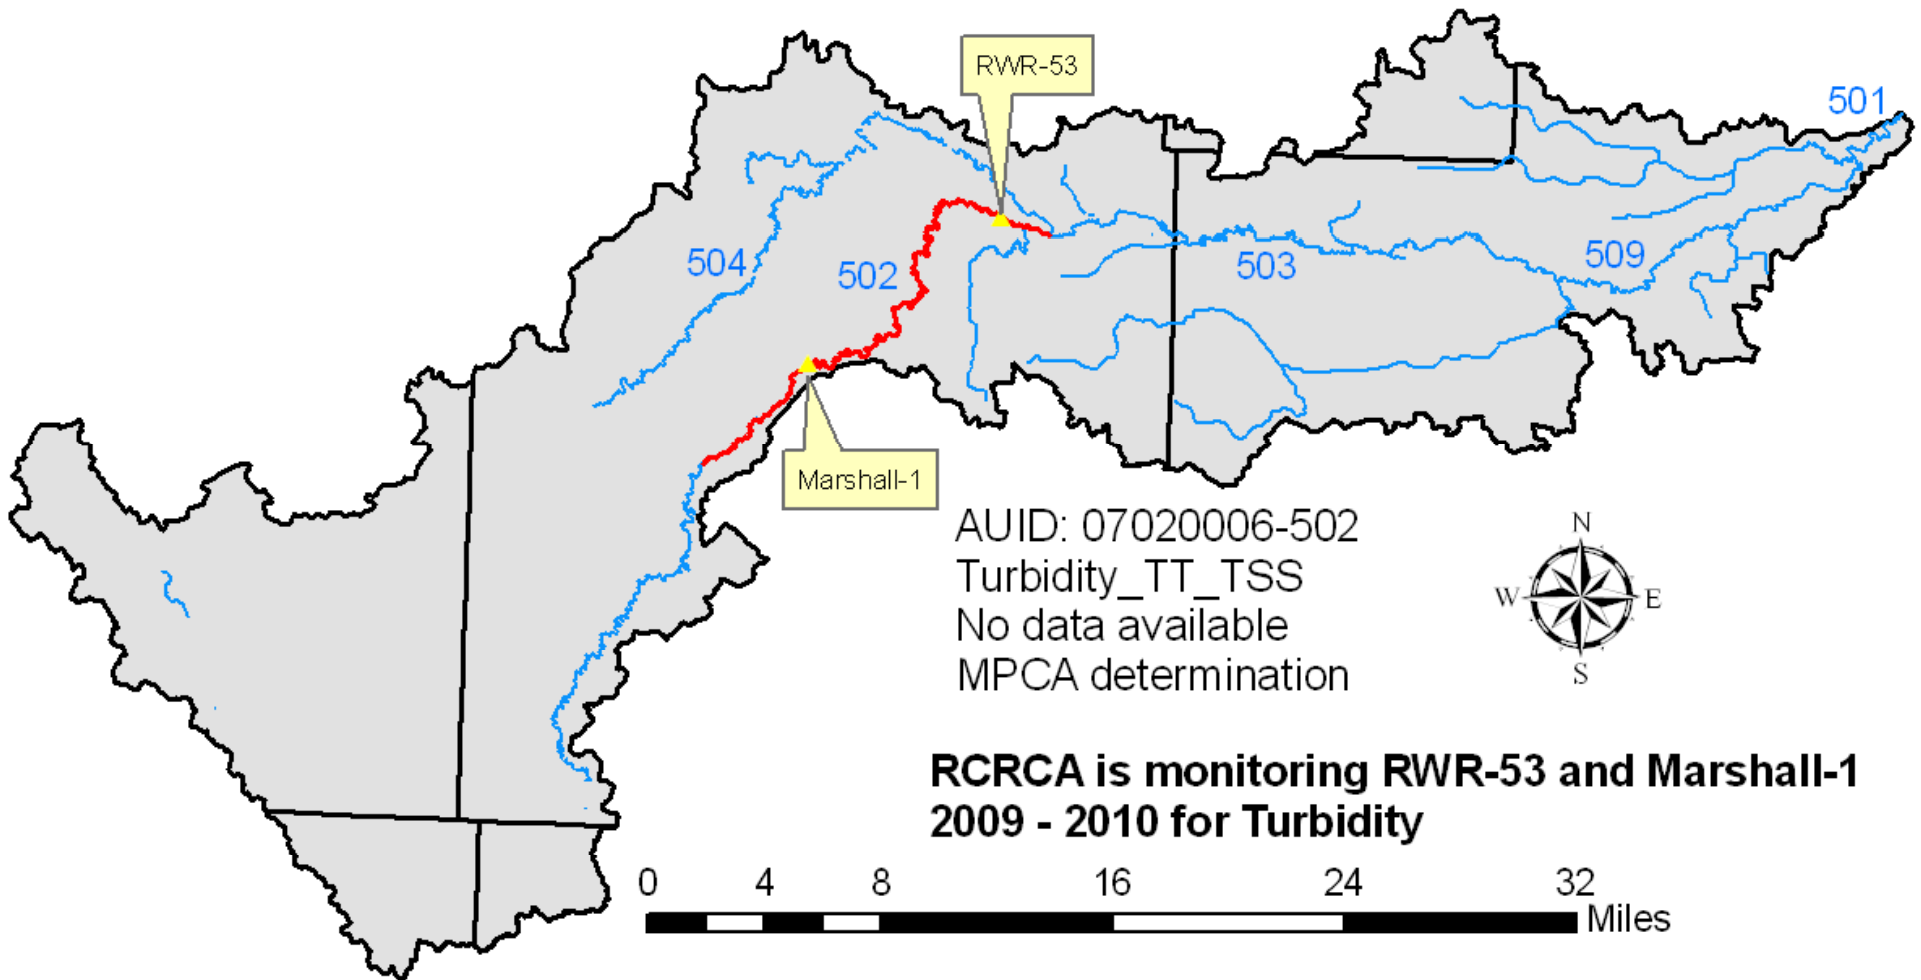 RWR-53
501
504
502
503
509
Marshall-1
AUID: 07020006-502
Turbidity_TT_TSS
No data available
MPCA determination
N
W
E
S
RCRCA is monitoring RWR-53 and Marshall-1
2009 - 2010 for Turbidity
0 4 8 16 24 32
Miles